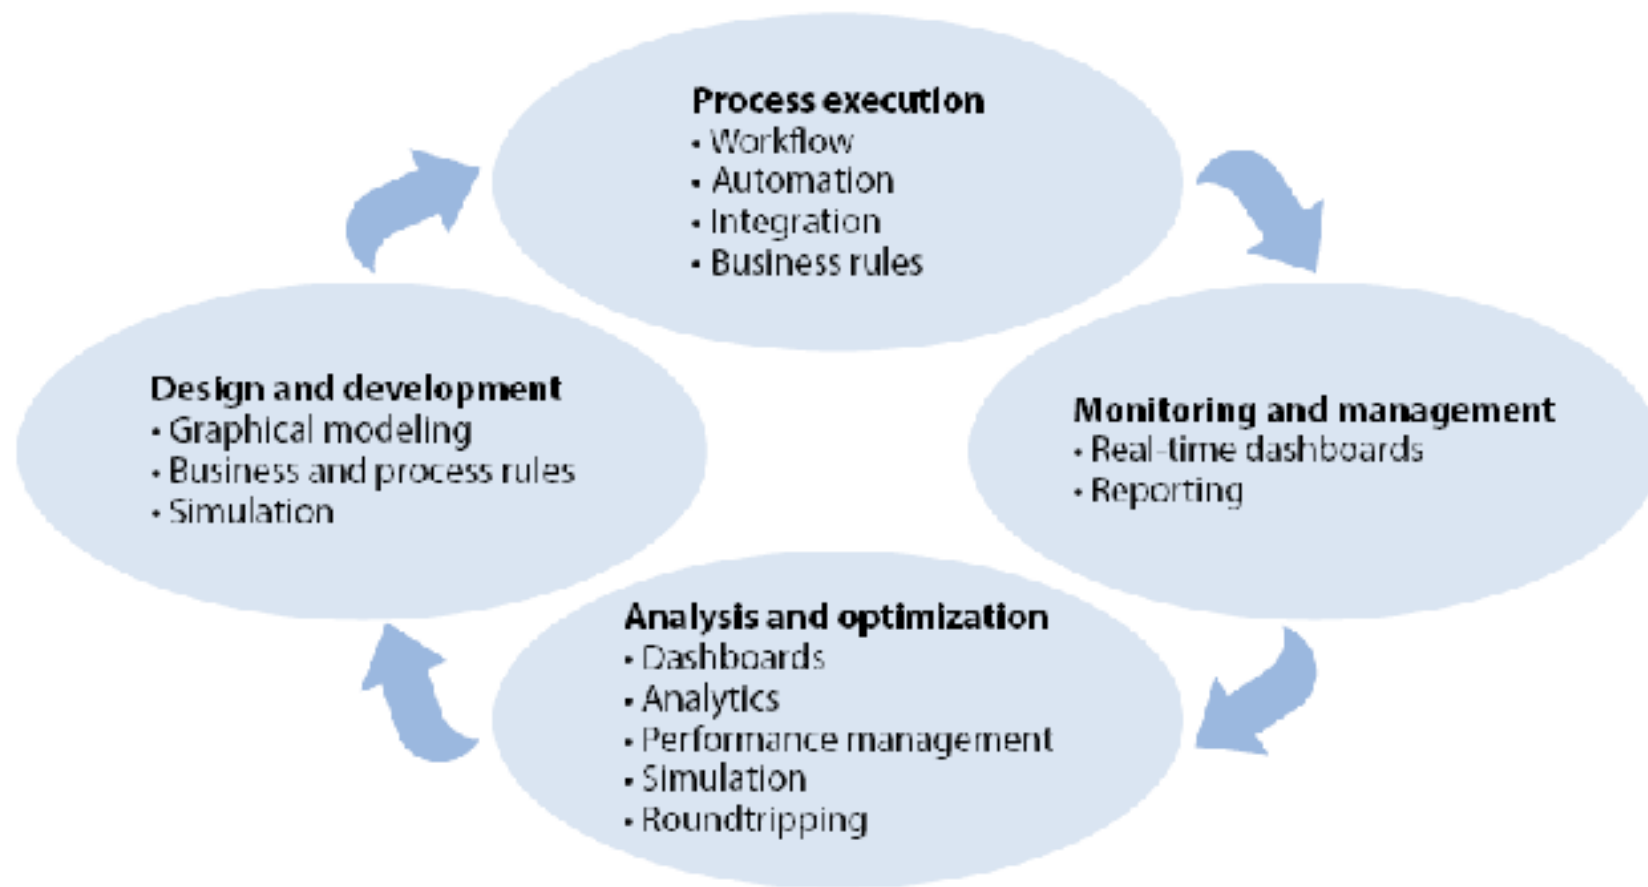 Process execution
• Workflow
• Automation
• Integration
• Business rules
Design and development
• Graphical modeling
• Business and process rules
• Simulation
Monitoring and management
• Real-time dashboards
• Reporting
Analysis and optimization
• Dashboards
• Analytics
• Performance management
• Simulation
• Roundtripping